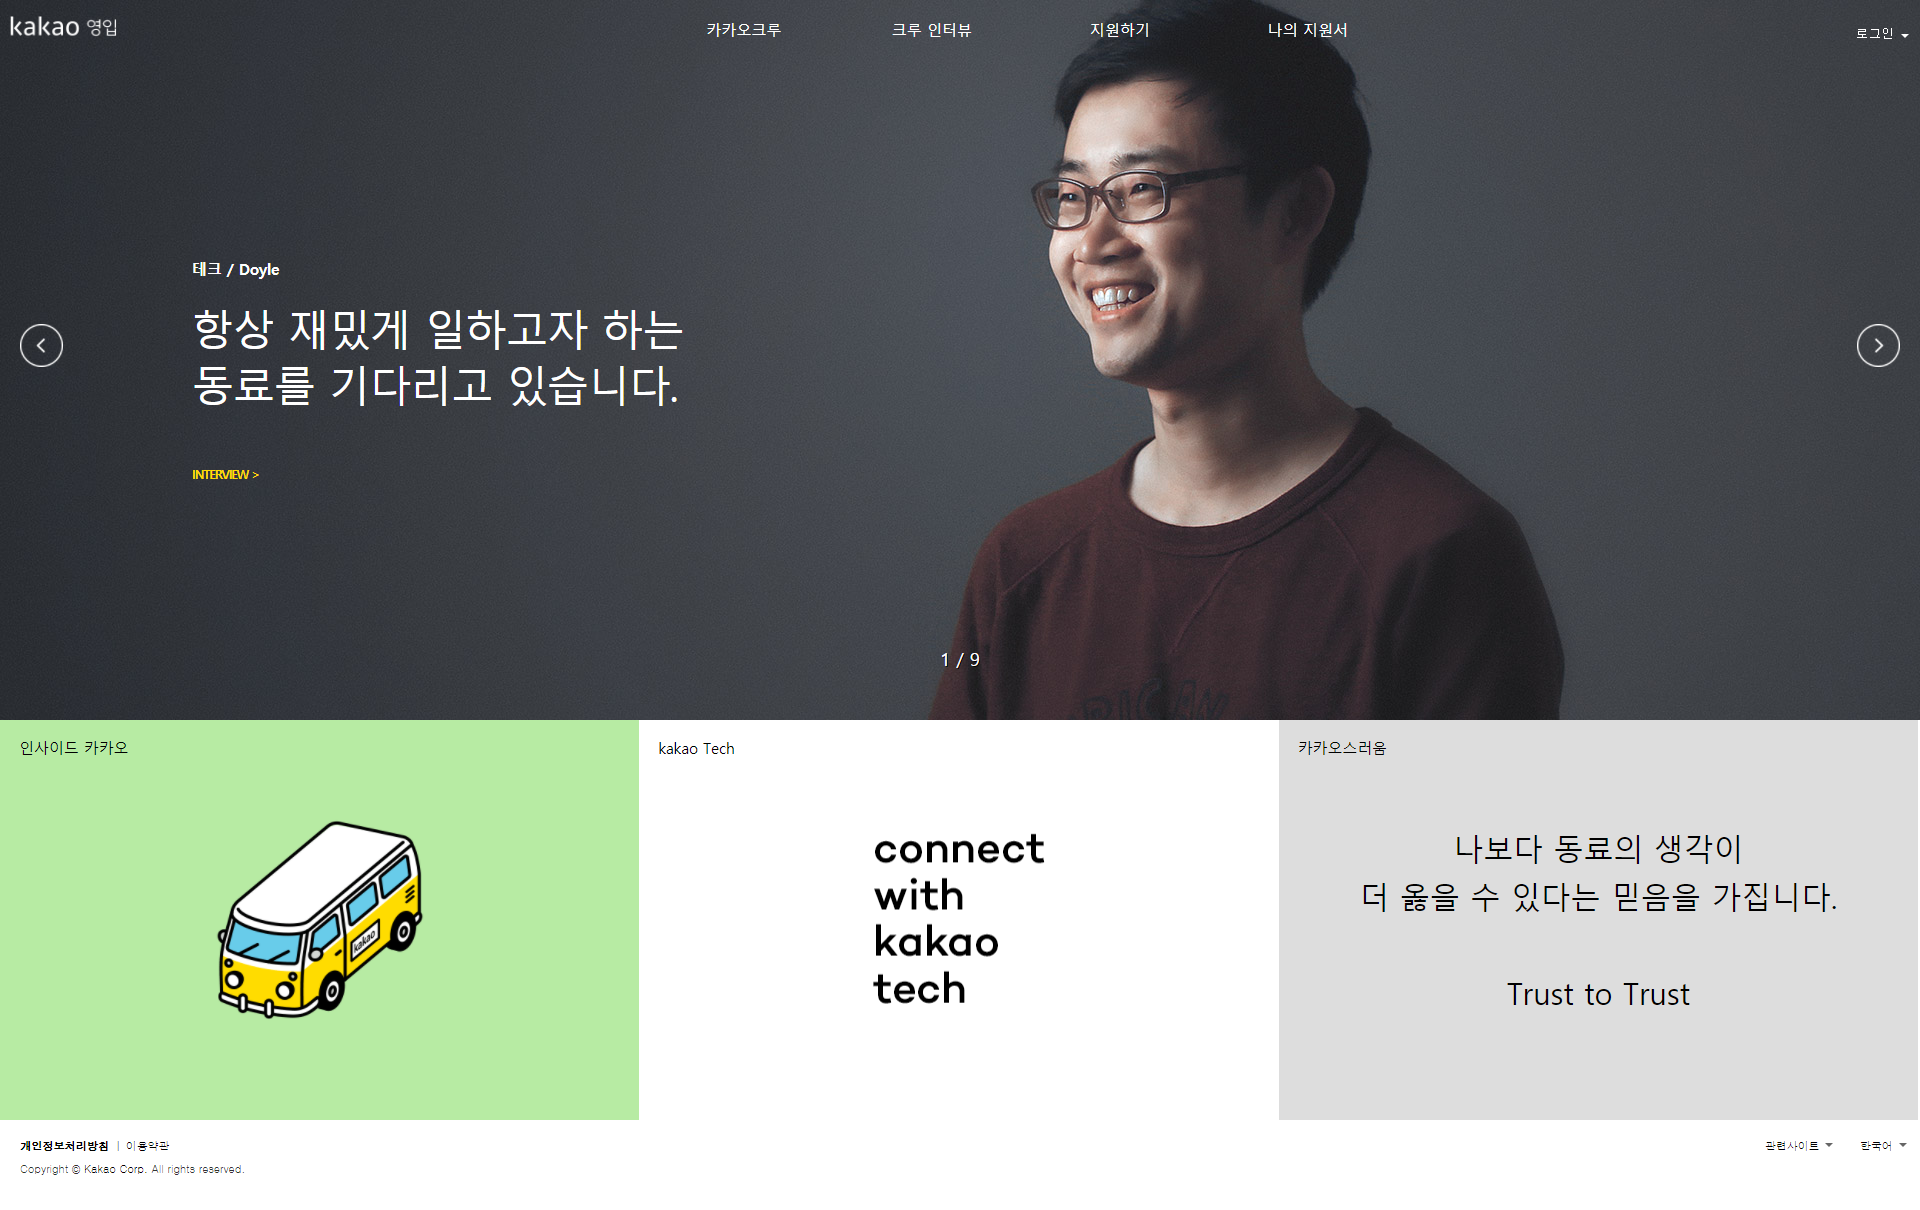 kakao 영입
카카오크루
크루 인터뷰
지원하기
나의 지원서
로그인
테크 / Doyle
항상 재밌게 일하고자 하는
동료를 기다리고 있습니다.
INTERVIEW >
1 / 9
인사이드 카카오
kakao
kakao Tech
connect
with
kakao
tech
카카오스러움
나보다 동료의 생각이
더 옳을 수 있다는 믿음을 가집니다.
Trust to Trust
개인정보처리방침 | 이용약관
관련사이트
한국어
Copyright © Kakao Corp. All rights reserved.